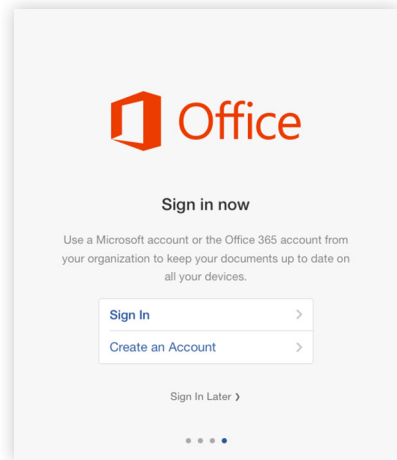 Office
Sign in now
Use a Microsoft account or the Office 365 account from
your organization to keep your documents up to date on
all your devices.
Sign In
Create an Account
Sign In Later